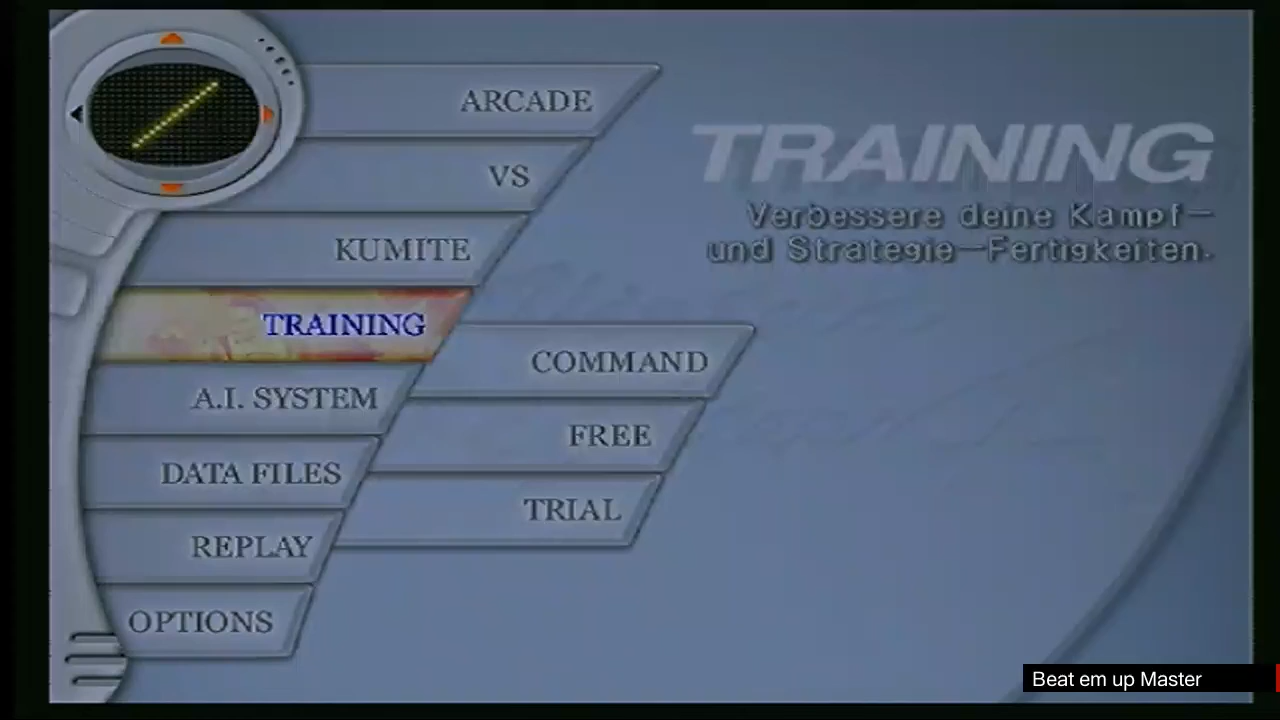 ARCADE
VS
KUMITE
TRAINING
A.I. SYSTEM
DATA FILES
REPLAY
OPTIONS
COMMAND
FREE
TRIAL
TRAINING
Verbessere deine Kampf-
und Strategie-Fertigkeiten.
Beat em up Master